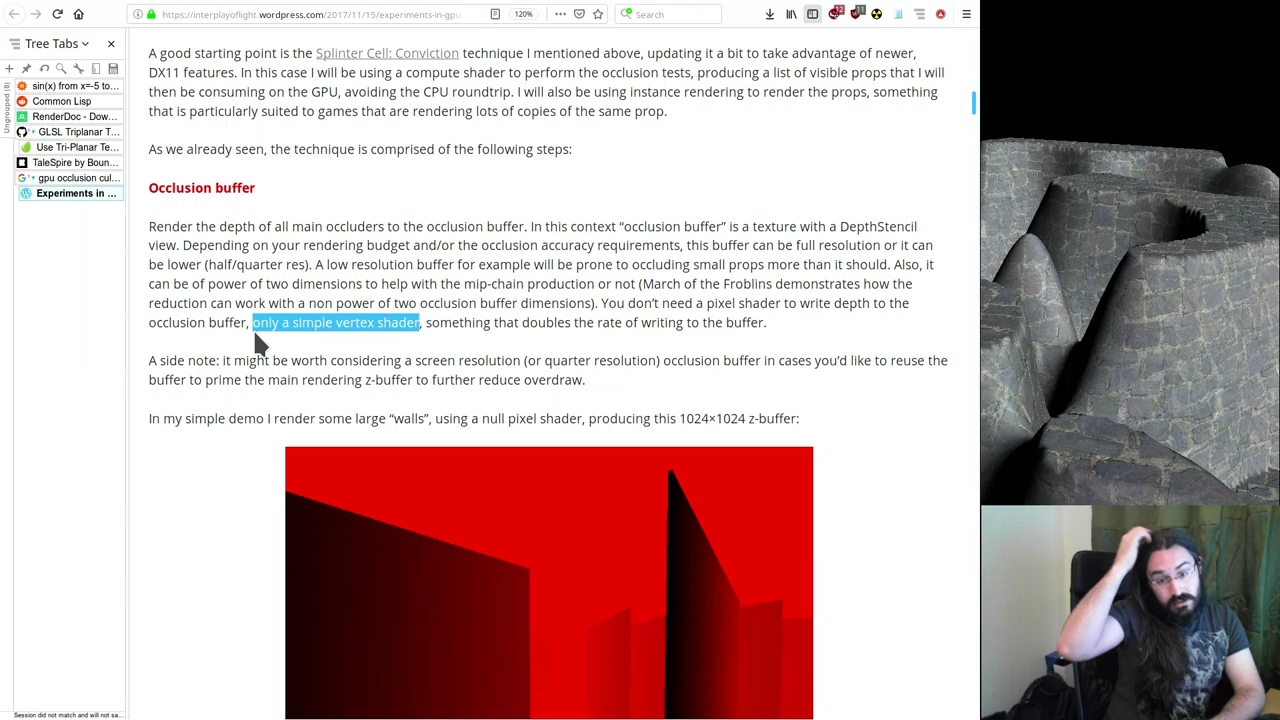 https://interplayoflight.wordpress.com/2017/11/15/experiments-in-gpu
120%
Search
12
11
Tree Tabs
Ungrouped (8)
sin(x) from x=-5 to...
Common Lisp
RenderDoc - Dow...
GLSL Triplanar T...
Use Tri-Planar Te...
TaleSpire by Boun...
gpu occlusion cul...
Experiments in ...
A good starting point is the Splinter Cell: Conviction technique I mentioned above, updating it a bit to take advantage of newer,
DX11 features. In this case I will be using a compute shader to perform the occlusion tests, producing a list of visible props that I will
then be consuming on the GPU, avoiding the CPU roundtrip. I will also be using instance rendering to render the props, something
that is particularly suited to games that are rendering lots of copies of the same prop.
As we already seen, the technique is comprised of the following steps:
Occlusion buffer
Render the depth of all main occluders to the occlusion buffer. In this context “occlusion buffer” is a texture with a DepthStencil
view. Depending on your rendering budget and/or the occlusion accuracy requirements, this buffer can be full resolution or it can
be lower (half/quarter res). A low resolution buffer for example will be prone to occluding small props more than it should. Also, it
can be of power of two dimensions to help with the mip-chain production or not (March of the Froblins demonstrates how the
reduction can work with a non power of two occlusion buffer dimensions). You don’t need a pixel shader to write depth to the
occlusion buffer, only a simple vertex shader, something that doubles the rate of writing to the buffer.
A side note: it might be worth considering a screen resolution (or quarter resolution) occlusion buffer in cases you’d like to reuse the
buffer to prime the main rendering z-buffer to further reduce overdraw.
In my simple demo I render some large “walls”, using a null pixel shader, producing this 1024×1024 z-buffer:
Session did not match and will not sa...